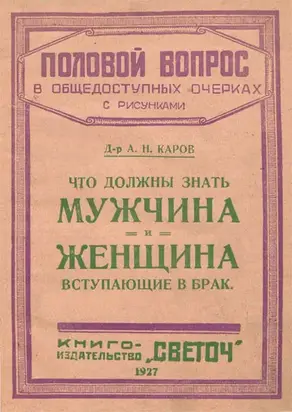 ПОЛОВОЙ ВОПРОС
В ОБЩЕДОСТУПНЫХ ОЧЕРКАХ
С РИСУНКАМИ
Д-р А. Н. КАРОВ
ЧТО ДОЛЖНЫ ЗНАТЬ
МУЖЧИНА
= и =
ЖЕНЩИНА
ВСТУПАЮЩИЕ В БРАК.
КНИГО-
ИЗДАТЕЛЬСТВО „СВЕТОЧ“
1927